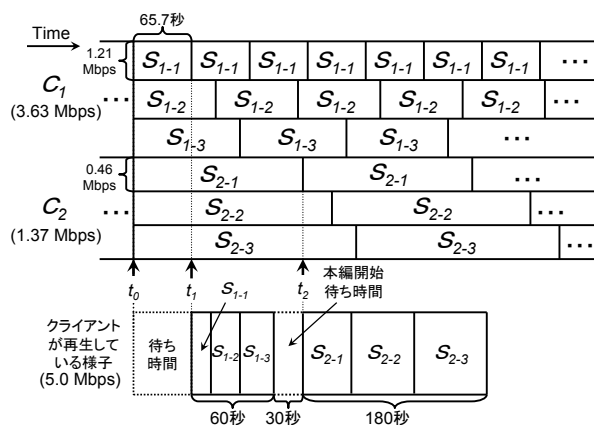 Time
65.7秒
1.21
Mbps
S1-1 S1-1 S1-1 S1-1 S1-1 S1-1 S1-1 ･･･
C1
(3.63 Mbps)
･･･ S1-2 S1-2 S1-2 S1-2 S1-2 ･･･
S1-3 S1-3 S1-3 ･･･
0.46
Mbps
S2-1 S2-1 ･･･
C2
(1.37 Mbps)
･･･ S2-2 S2-2 ･･･
S2-3 S2-3 ･･･
t0 t1 S1-1 t2
本編開始
待ち時間
クライアント
が再生して
いる様子
(5.0 Mbps)
待ち
時間
S1-2 S1-3 S2-1 S2-2 S2-3
60秒 30秒 180秒